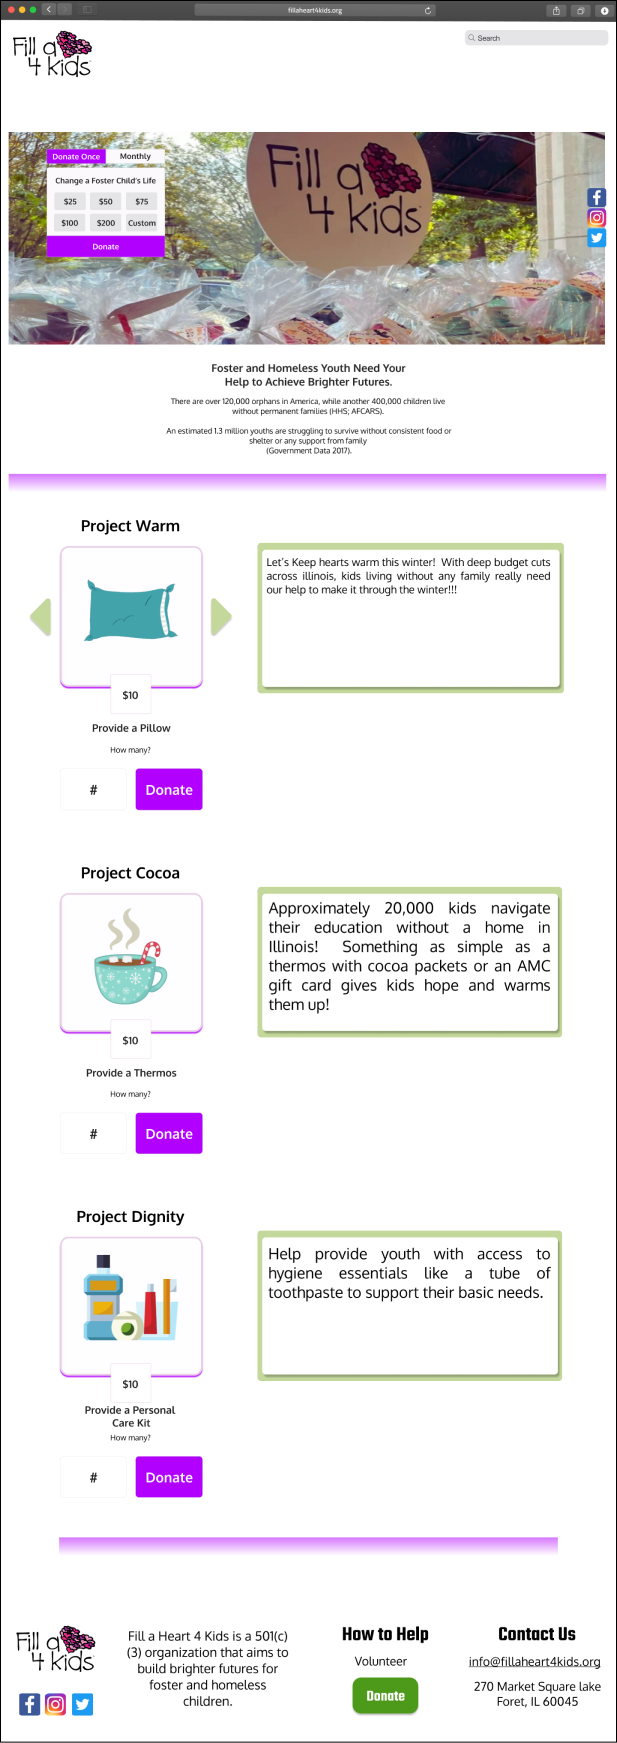 fillaheart4kids.org
Fill a
4 kids
Search
Donate Once
Monthly
Change a Foster Child's Life
$25
$50
$75
$100
$200
Custom
Donate
Fill a
4 kids
Foster and Homeless Youth Need Your
Help to Achieve Brighter Futures.
There are over 120,000 orphans in America, while another 400,000 children live
without permanent families (HHS; AFCARS).
An estimated 1.3 million youths are struggling to survive without consistent food or
shelter or any support from family
(Government Data 2017).
Project Warm
Let's Keep hearts warm this winter! With deep budget cuts
across illinois, kids living without any family really need
our help to make it through the winter!!!
$10
Provide a Pillow
How many?
#
Donate
Project Cocoa
Approximately 20,000 kids navigate
their education without a home in
Illinois! Something as simple as a
thermos with cocoa packets or an AMC
gift card gives kids hope and warms
them up!
$10
Provide a Thermos
How many?
#
Donate
Project Dignity
Help provide youth with access to
hygiene essentials like a tube of
toothpaste to support their basic needs.
$10
Provide a Personal
Care Kit
How many?
#
Donate
Fill a
4 kids
Fill a Heart 4 Kids is a 501(c)
(3) organization that aims to
build brighter futures for
foster and homeless
children.
How to Help
Volunteer
Donate
Contact Us
info@fillaheart4kids.org
270 Market Square lake
Foret, IL 60045